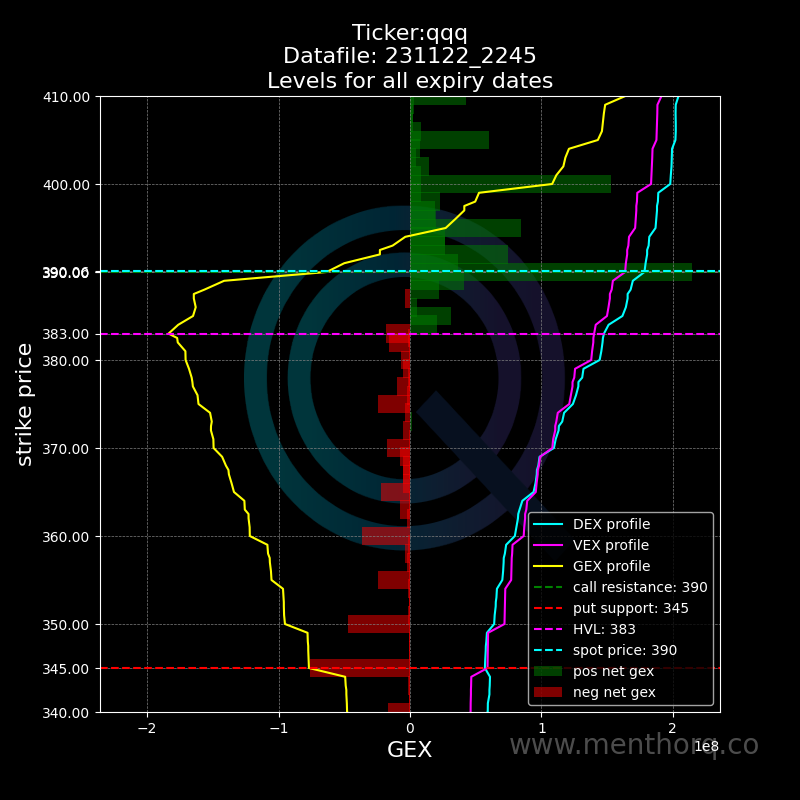 Ticker:qqq
Datafile: 231122_2245
Levels for all expiry dates
410.00
400.00
390.00
383.00
380.00
370.00
360.00
350.00
345.00
340.00
strike price
−2
−1
0
1
2
1e8
GEX
DEX profile
VEX profile
GEX profile
call resistance: 390
put support: 345
HVL: 383
spot price: 390
pos net gex
neg net gex
www.menthorq.co